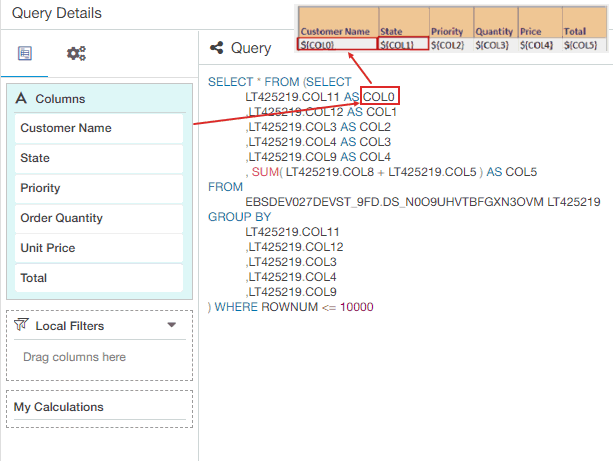 Query Details
Customer Name State Priority Quantity Price Total
${COL0} ${COL1} ${COL2} ${COL3} ${COL4} ${COL5}
Columns
Customer Name
State
Priority
Order Quantity
Unit Price
Total
Local Filters
Drag columns here
My Calculations
Query
SELECT * FROM (SELECT
LT425219.COL11 AS COL0
,LT425219.COL12 AS COL1
,LT425219.COL3 AS COL2
,LT425219.COL4 AS COL3
,LT425219.COL9 AS COL4
, SUM( LT425219.COL8 + LT425219.COL5 ) AS COL5
FROM
EBSDEV027DEVST_9FD.DS_N0O9UHVTBFGXN3OVM LT425219
GROUP BY
LT425219.COL11
,LT425219.COL12
,LT425219.COL3
,LT425219.COL4
,LT425219.COL9
) WHERE ROWNUM <= 10000